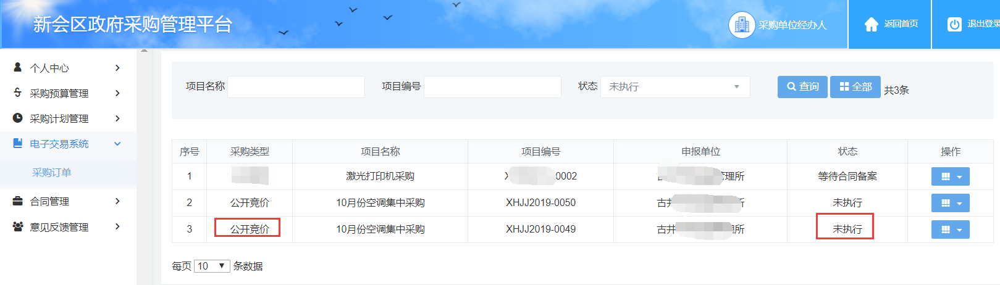 新会区政府采购管理平台
采购单位经办人
返回首页
退出登录
个人中心
采购预算管理
采购计划管理
电子交易系统
采购订单
合同管理
意见反馈管理
项目名称 项目编号 状态 未执行 查询 全部 共3条
序号 采购类型 项目名称 项目编号 申报单位 状态 操作
1 激光打印机采购 0002 理所 等待合同备案
2 公开竞价 10月份空调集中采购 XHJJ2019-0050 古井 未执行
3 公开竞价 10月份空调集中采购 XHJJ2019-0049 古井 理所 未执行
每页 10 条数据